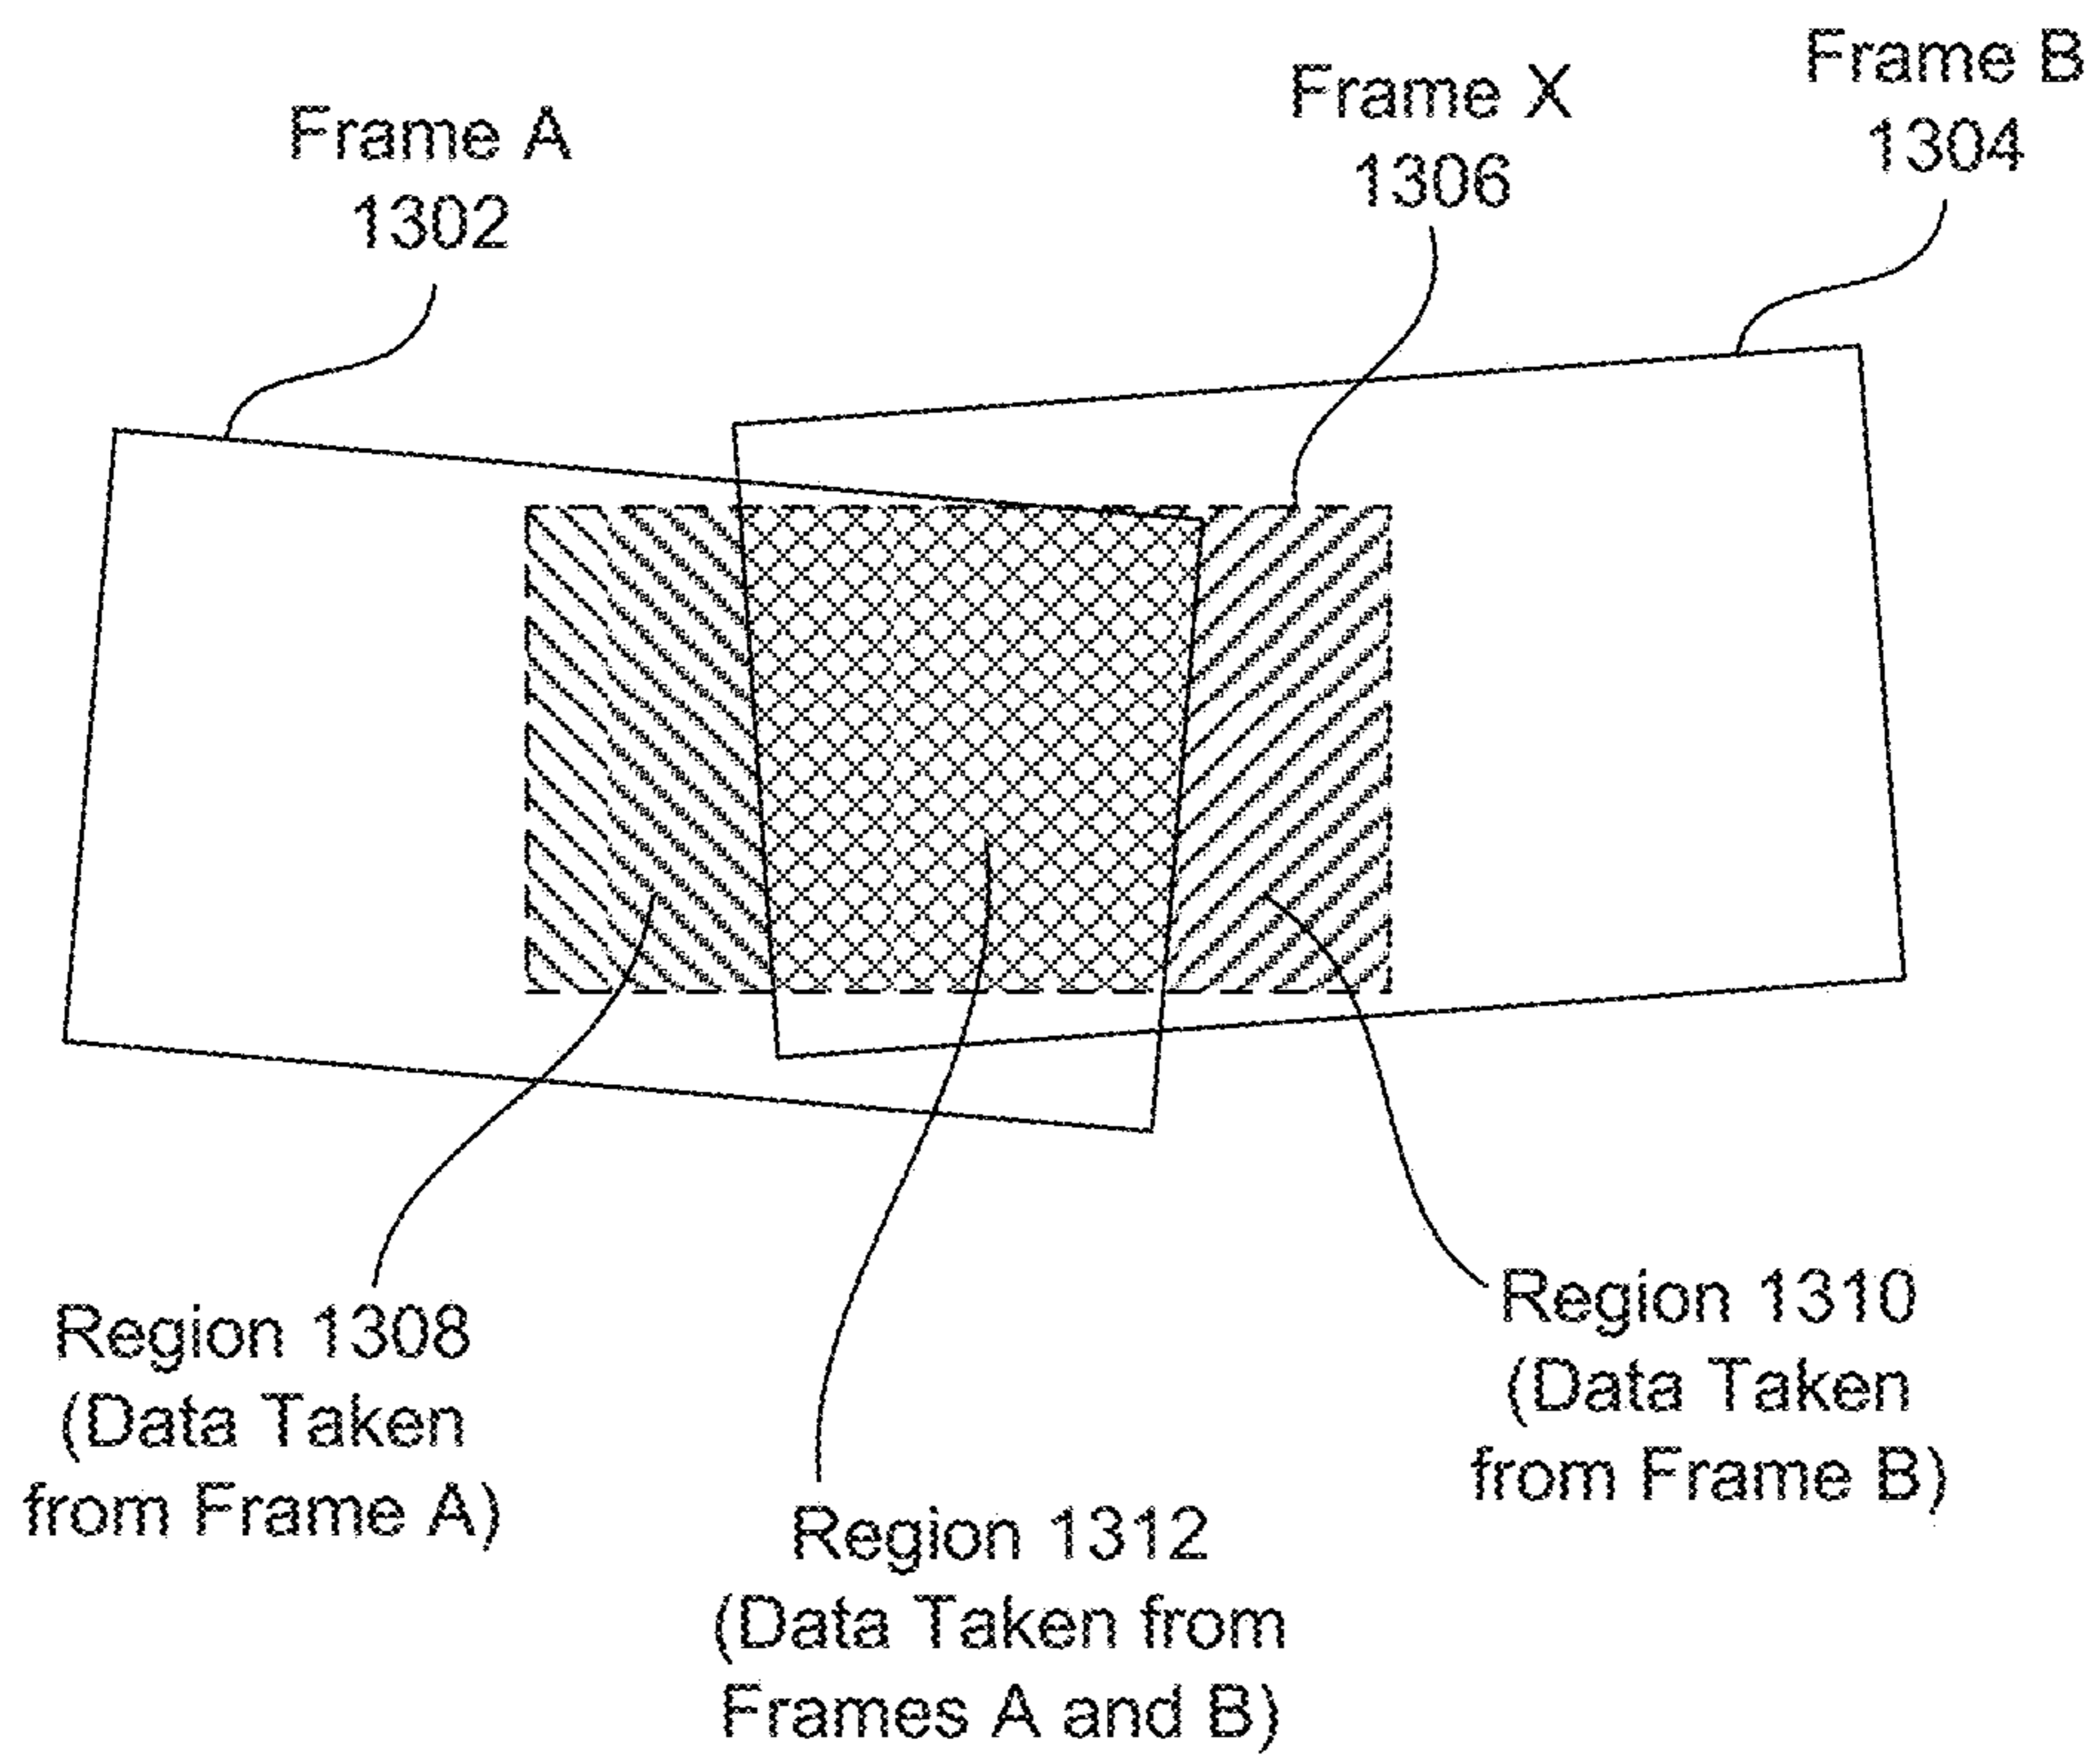 Frame A
1302
Frame X
1306
Frame B
1304
Region 1308
(Data Taken
from Frame A)
Region 1312
(Data Taken from
Frames A and B)
Region 1310
(Data Taken
from Frame B)